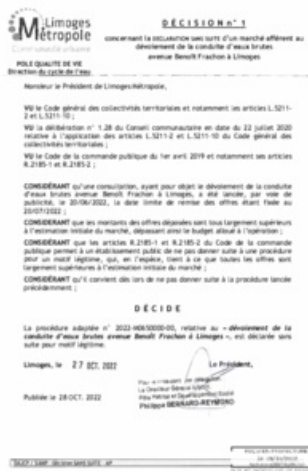 Limoges
Métropole
Communauté urbaine
POLE QUALITE DE VIE
Direction du cycle de l'eau
DÉCISION n° 1
concernant la DECLARATION SANS SUITE d'un marché afférent au
dévoiement de la conduite d'eaux brutes
avenue Benoît Frachon à Limoges
Monsieur le Président de Limoges Métropole,
VU le Code général des collectivités territoriales et notamment les articles L.5211-
2 et L.5211-10 ;
VU la délibération n° 1.28 du Conseil communautaire en date du 22 juillet 2020
relative à l'application des articles L.5211-2 et L.5211-10 du Code général des
collectivités territoriales ;
VU le Code de la commande publique du 1er avril 2019 et notamment ses articles
R.2185-1 et R.2185-2 ;
CONSIDÉRANT qu'une consultation, ayant pour objet le dévoiement de la conduite
d'eaux brutes avenue Benoît Frachon à Limoges, a été lancée, par voie de
publicité, le 20/06/2022, la date limite de remise des offres étant fixée au
20/07/2022 ;
CONSIDÉRANT que les montants des offres déposées sont tous largement supérieurs
à l'estimation initiale du marché, dépassant ainsi le budget alloué à l'opération ;
CONSIDÉRANT que les articles R.2185-1 et R.2185-2 du Code de la commande
publique permet à un établissement public de ne pas donner suite à une procédure
pour un motif légitime, qui, en l'espèce, tient à ce que toutes les offres sont
largement supérieures à l'estimation initiale du marché ;
CONSIDÉRANT qu'il convient dès lors de ne pas donner suite à la procédure lancée
précédemment ;
DÉCIDE
La procédure adaptée n° 2022-, relative au « dévoiement de la
conduite d'eaux brutes avenue Benoît Frachon à Limoges », est déclarée sans
suite pour motif légitime.
Limoges, le 27 OCT. 2022
Le Président,
Pour le Président par délégation
Philippe BERNARD-REYMOND
Publiée le 28 OCT. 2022